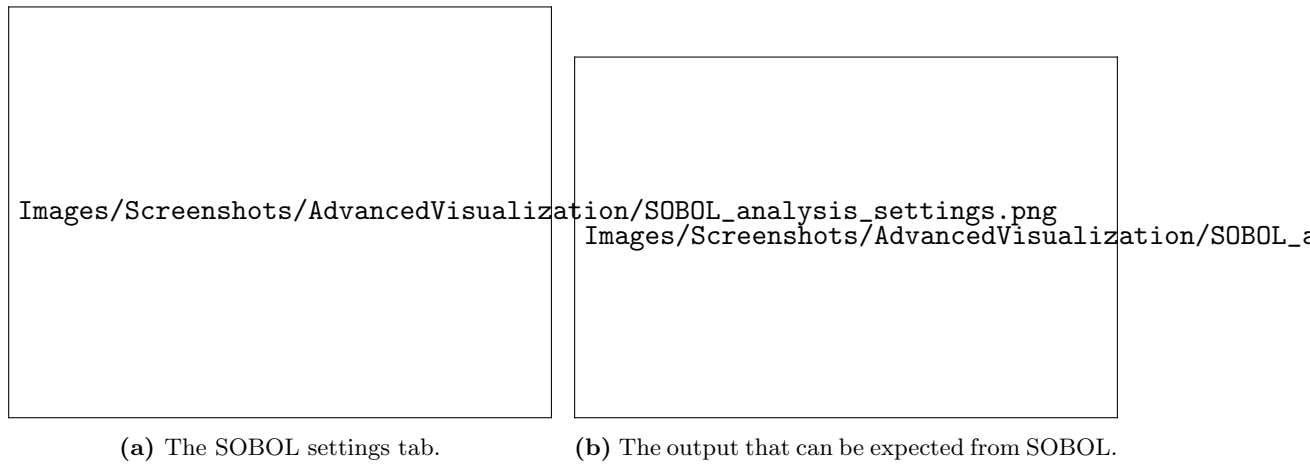 Images/Screenshots/AdvancedVisualization/SOBOL_analysis_settings.png
Images/Screenshots/AdvancedVisualization/SOBOL_a
(a) The SOBOL settings tab.
(b) The output that can be expected from SOBOL.